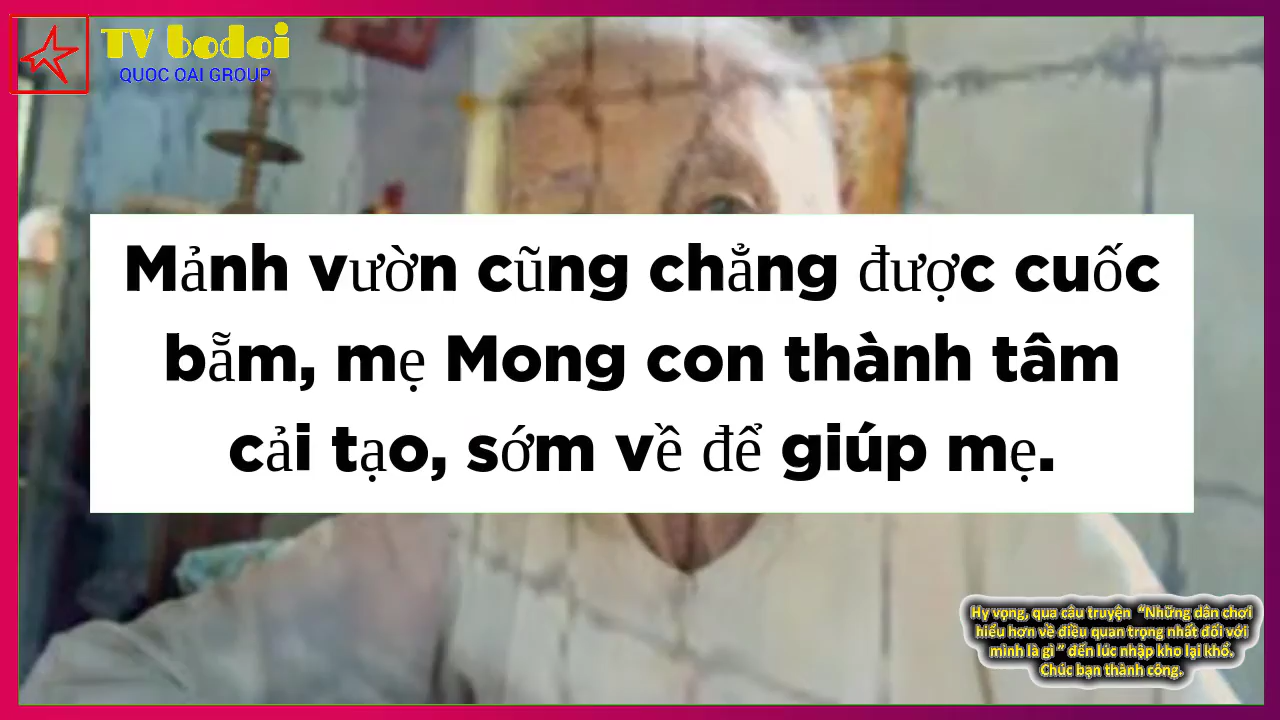 TV bodoi
QUOC OAI GROUP
Mảnh vườn cũng chẳng được cuốc
bẵm, mẹ Mong con thành tâm
cải tạo, sớm về để giúp mẹ.
Hy vọng, qua câu truyện “Những dân chơi
hiểu hơn về điều quan trọng nhất đối với
mình là gì ” đến lúc nhập kho lại khổ.
Chúc bạn thành công.